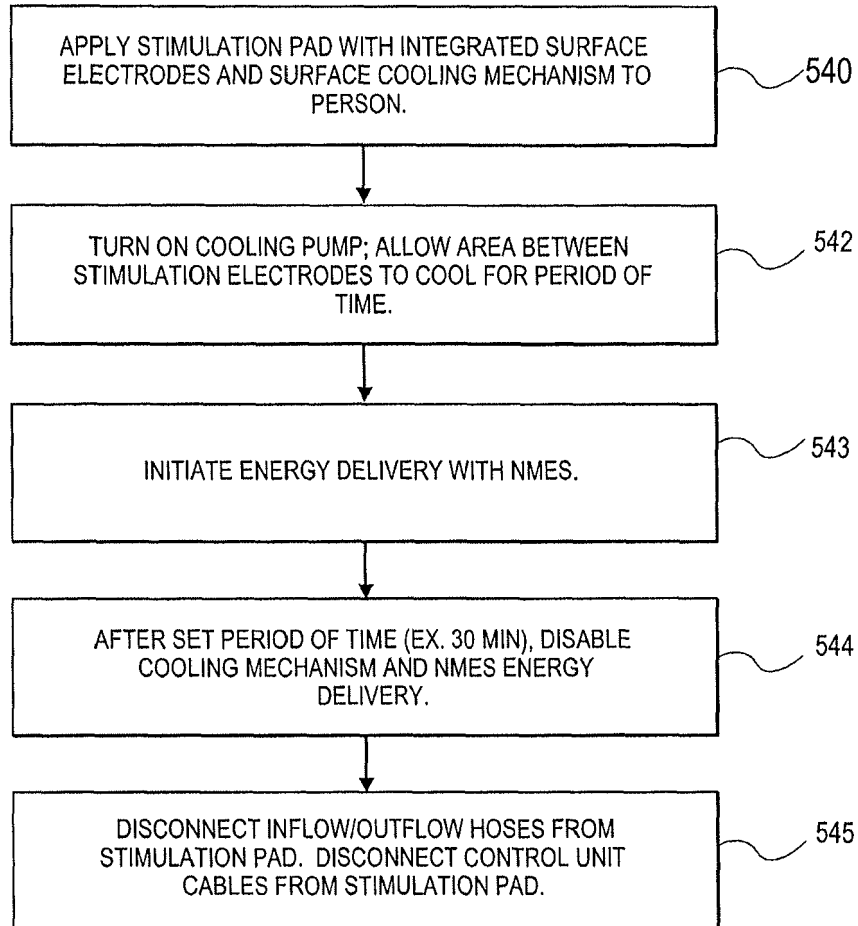 APPLY STIMULATION PAD WITH INTEGRATED SURFACE
ELECTRODES AND SURFACE COOLING MECHANISM TO
PERSON.
540
TURN ON COOLING PUMP; ALLOW AREA BETWEEN
STIMULATION ELECTRODES TO COOL FOR PERIOD OF
TIME.
542
INITIATE ENERGY DELIVERY WITH NMES.
543
AFTER SET PERIOD OF TIME (EX. 30 MIN), DISABLE
COOLING MECHANISM AND NMES ENERGY
DELIVERY.
544
DISCONNECT INFLOW/OUTFLOW HOSES FROM
STIMULATION PAD. DISCONNECT CONTROL UNIT
CABLES FROM STIMULATION PAD.
545